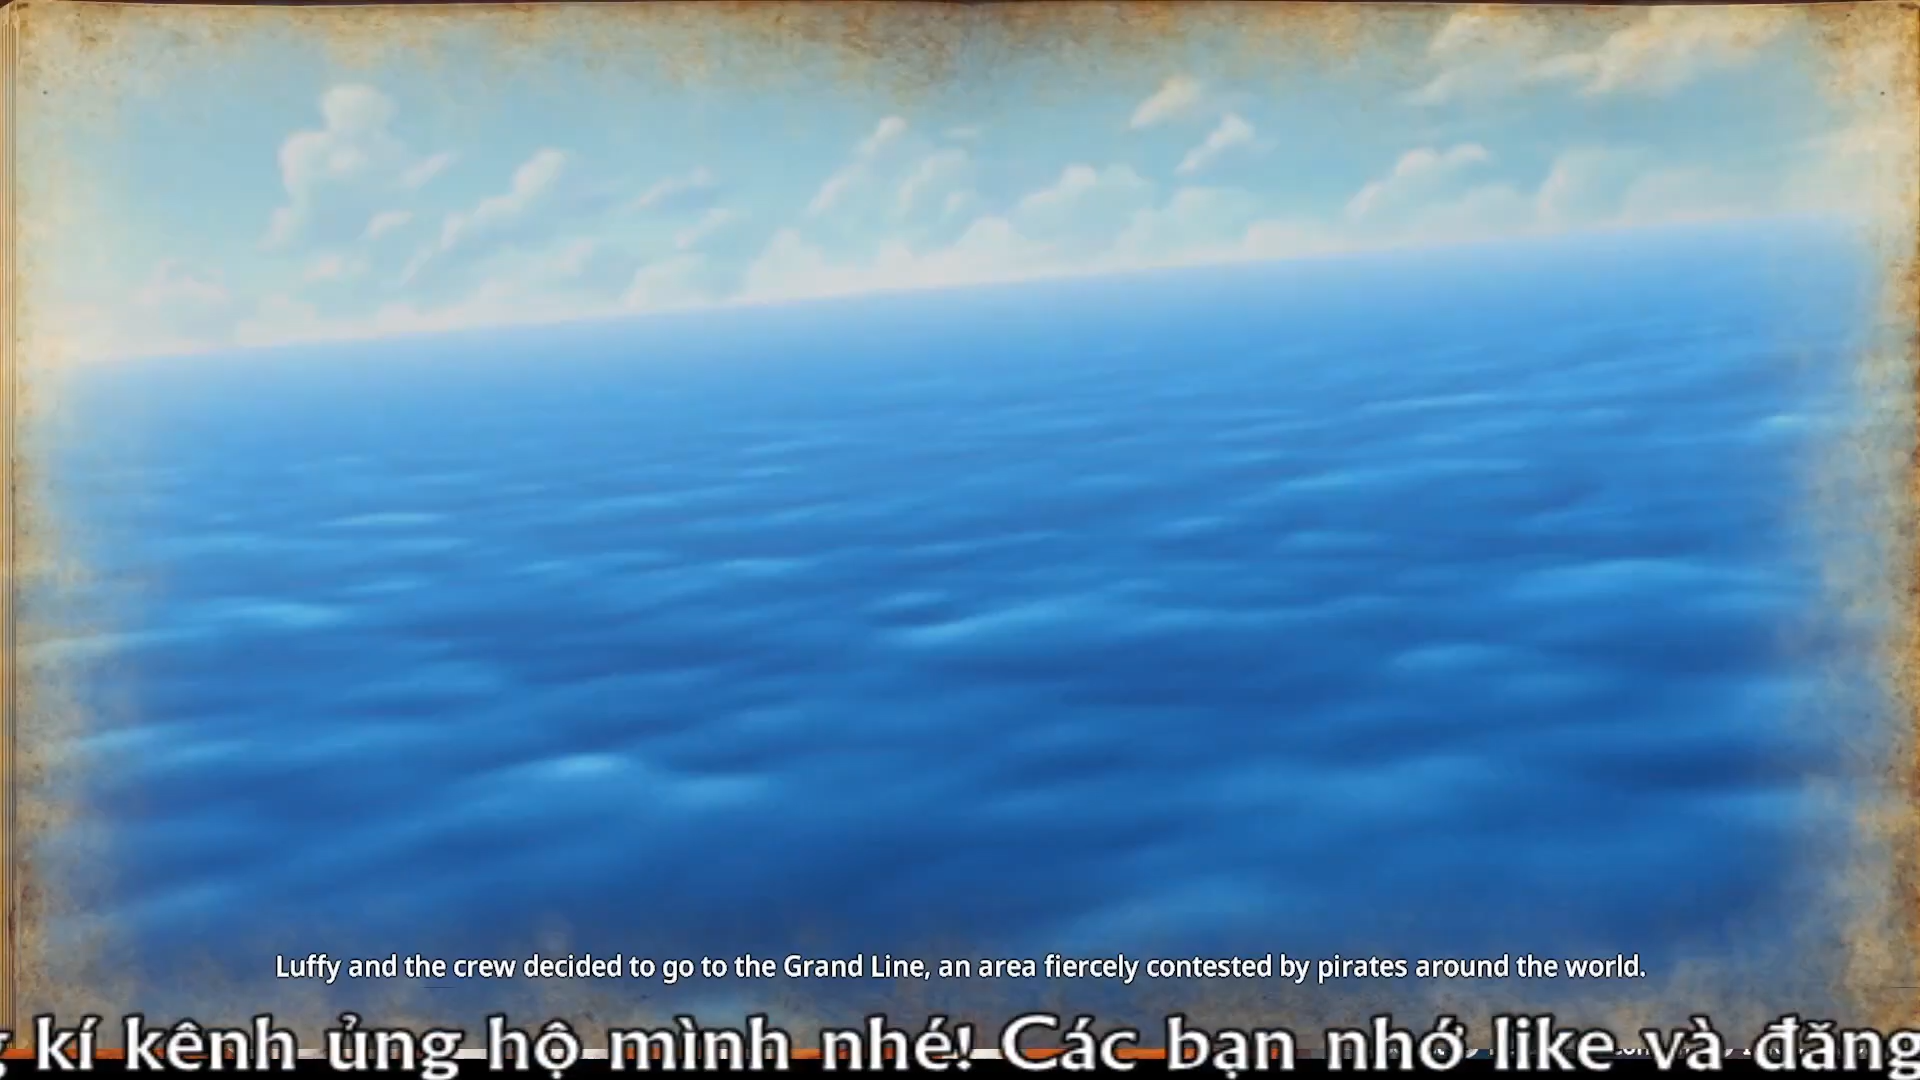 Luffy and the crew decided to go to the Grand Line, an area fiercely contested by pirates around the world.
kí kênh ủng hộ mình nhé! Các bạn nhớ like và đăng